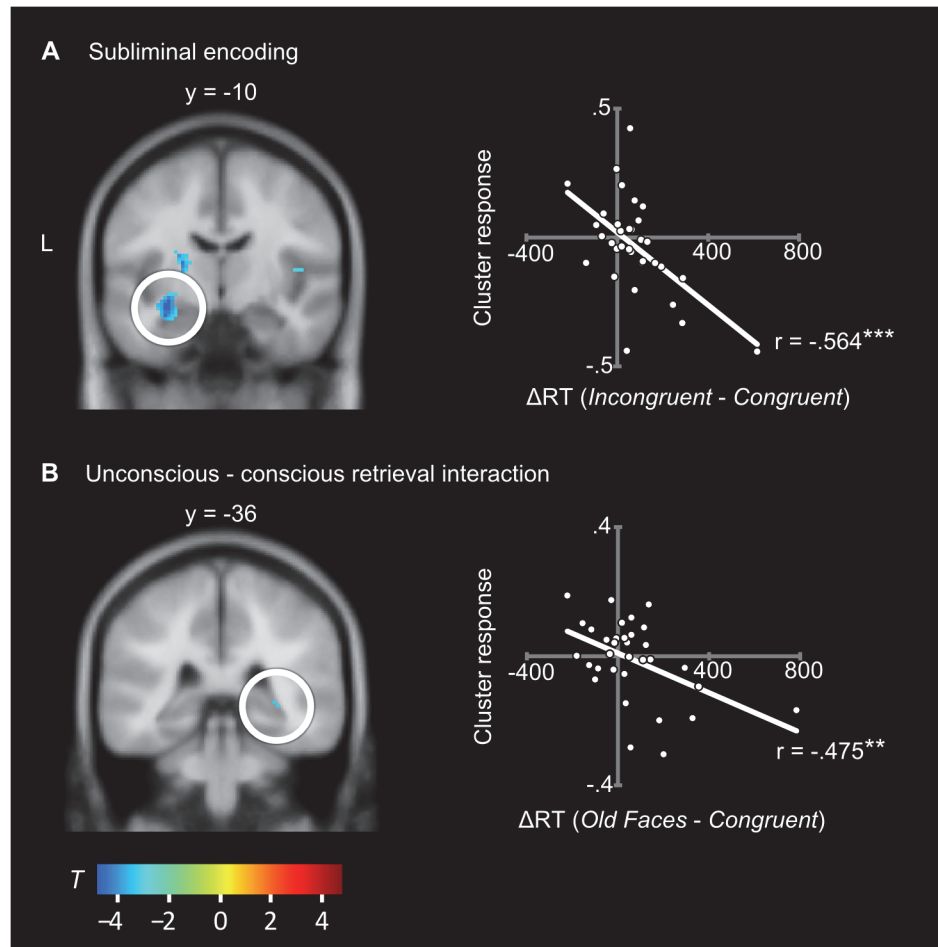 A Subliminal encoding
y = -10
L
.5
Cluster response
-400
400
800
-.5
r = -.564***
ΔRT (Incongruent - Congruent)
B Unconscious - conscious retrieval interaction
y = -36
.4
Cluster response
-400
400
800
-.4
r = -.475**
ΔRT (Old Faces - Congruent)
T
−4 −2 0 2 4